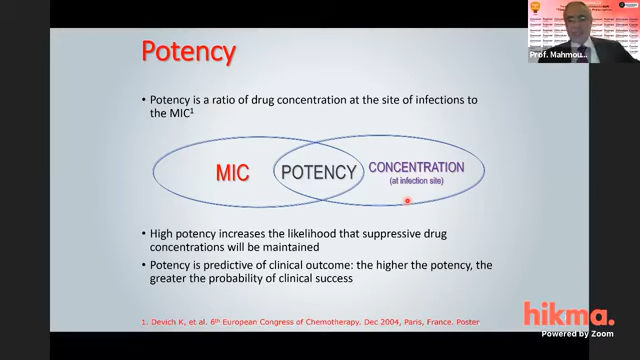 Potency
Prof. Mahmou...
• Potency is a ratio of drug concentration at the site of infections to
the MIC1
MIC
POTENCY
CONCENTRATION
(at infection site)
• High potency increases the likelihood that suppressive drug
concentrations will be maintained
• Potency is predictive of clinical outcome: the higher the potency, the
greater the probability of clinical success
hikma.
Powered by Zoom
1. Devich K, et al. 6th European Congress of Chemotherapy. Dec 2004, Paris, France. Poster